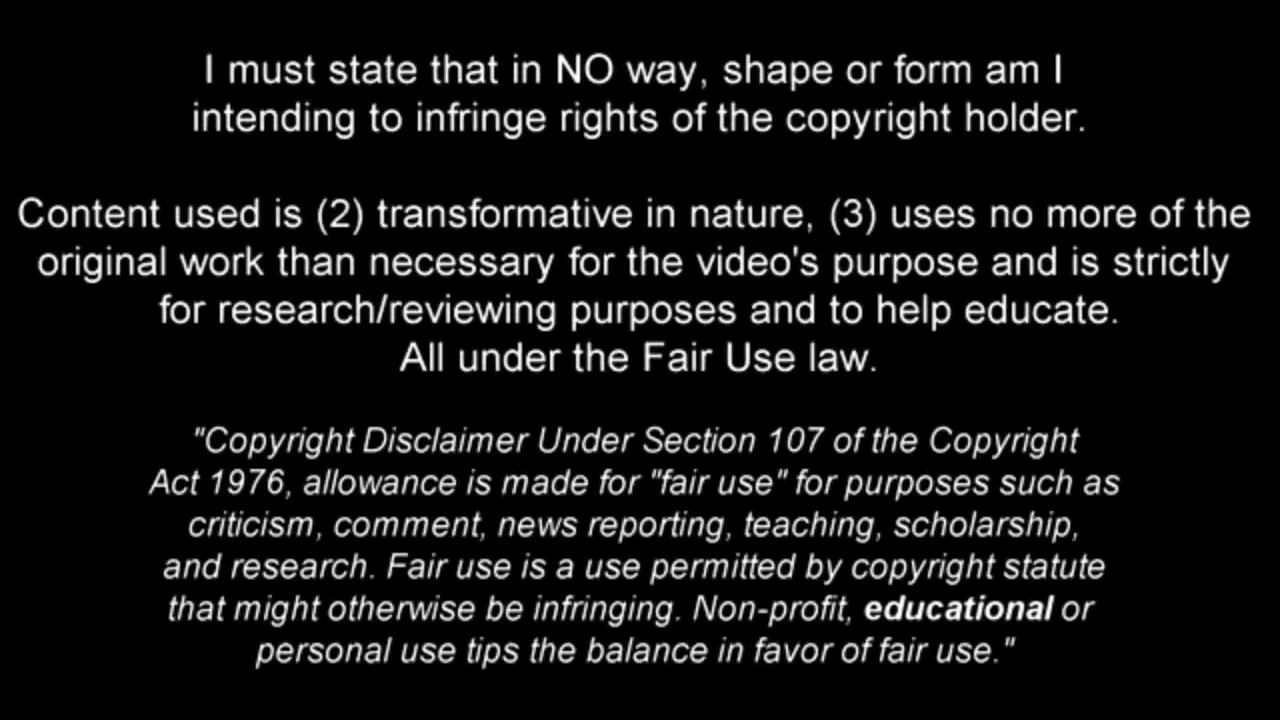 I must state that in NO way, shape or form am I
intending to infringe rights of the copyright holder.
Content used is (2) transformative in nature, (3) uses no more of the
original work than necessary for the video's purpose and is strictly
for research/reviewing purposes and to help educate.
All under the Fair Use law.
"Copyright Disclaimer Under Section 107 of the Copyright
Act 1976, allowance is made for "fair use" for purposes such as
criticism, comment, news reporting, teaching, scholarship,
and research. Fair use is a use permitted by copyright statute
that might otherwise be infringing. Non-profit, educational or
personal use tips the balance in favor of fair use."